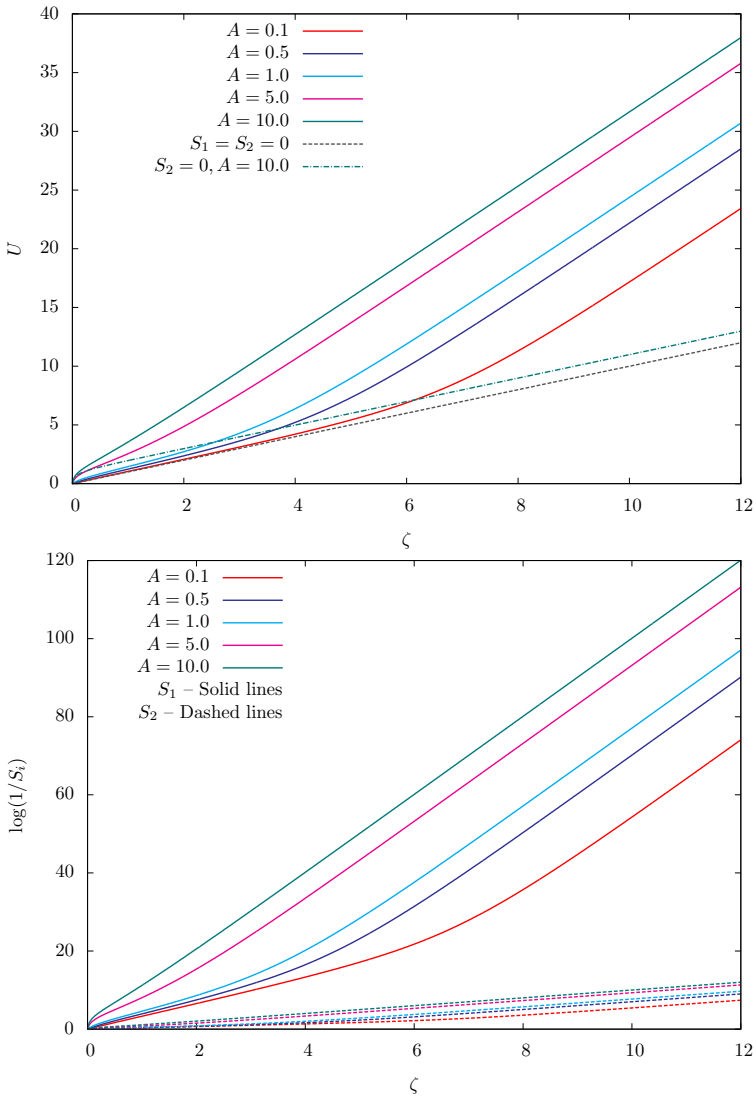 40
35
30
25
20
15
10
5
0
U
A = 0.1
A = 0.5
A = 1.0
A = 5.0
A = 10.0
S₁ = S₂ = 0
S₂ = 0, A = 10.0
0 2 4 6 8 10 12
ζ
120
100
80
60
40
20
0
log(1/Sᵢ)
A = 0.1
A = 0.5
A = 1.0
A = 5.0
A = 10.0
S₁ – Solid lines
S₂ – Dashed lines
0 2 4 6 8 10 12
ζ